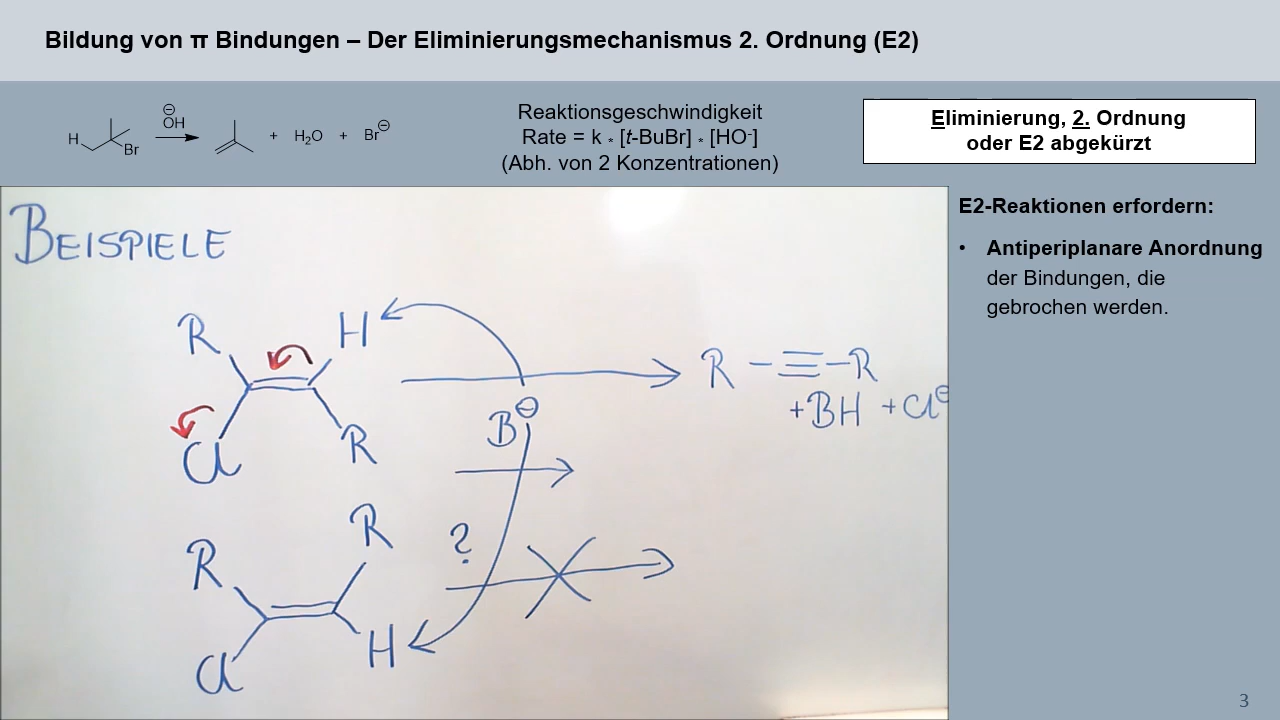 Bildung von π Bindungen – Der Eliminierungsmechanismus 2. Ordnung (E2)
H
Br
⊖
OH
+ H₂O + Br⊖
Reaktionsgeschwindigkeit
Rate = k * [t-BuBr] * [HO⁻]
(Abh. von 2 Konzentrationen)
Eliminierung, 2. Ordnung
oder E2 abgekürzt
E2-Reaktionen erfordern:
• Antiperiplanare Anordnung
der Bindungen, die
gebrochen werden.
BEISPIELE
R
H
Cl
R
B⊖
R-≡-R
+BH +Cl⊖
R
R
?
Cl
H
3